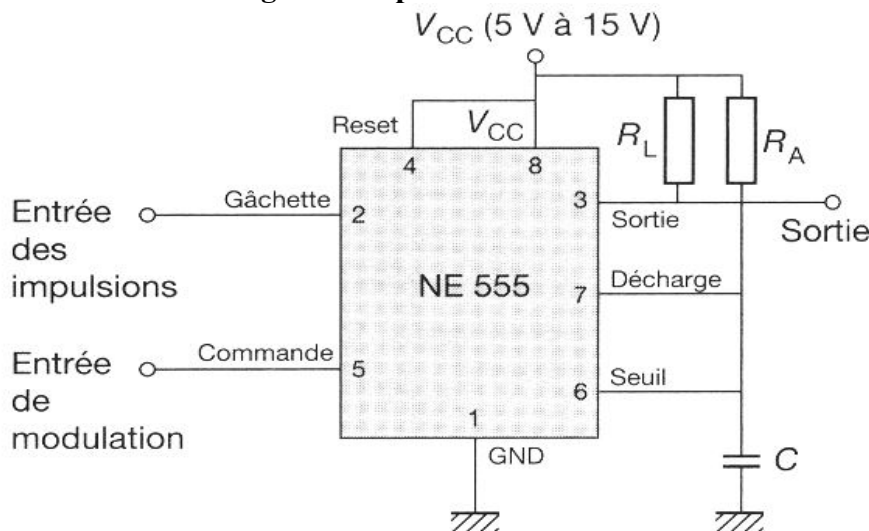 V_CC (5 V à 15 V)
Reset
V_CC
4
8
R_L
R_A
Gâchette
2
3
Sortie
Sortie
Entrée
des
impulsions
NE 555
7
Décharge
Commande
5
Entrée
de
modulation
6
Seuil
1
GND
C